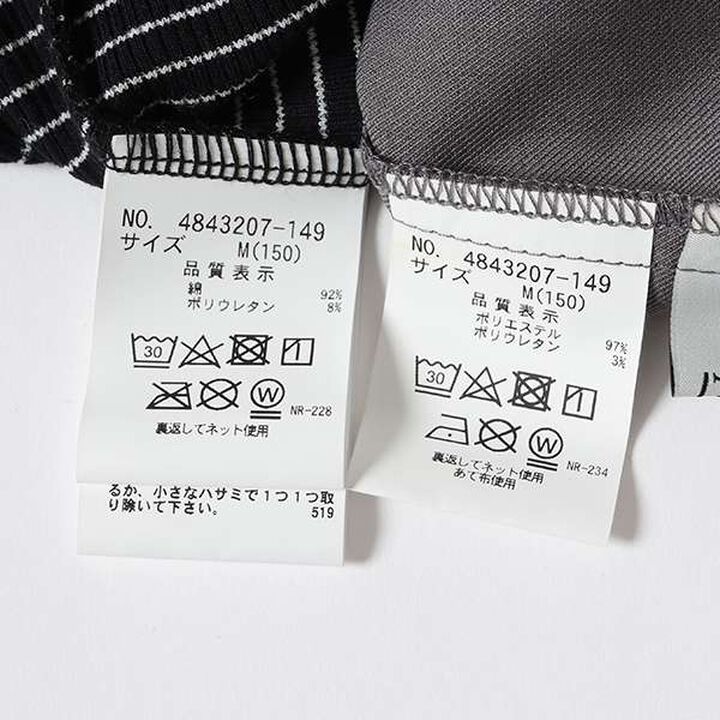 NO. 4843207-149
サイズ M(150)
品質表示
綿 92%
ポリウレタン 8%
30
1
W
NR-228
裏返してネット使用
るか、小さなハサミで1つ1つ取
り除いて下さい。 519
NO. 4843207-149
サイズ M(150)
品質表示
ポリエステル 97%
ポリウレタン 3%
30
1
W
NR-234
裏返してネット使用
あて布使用